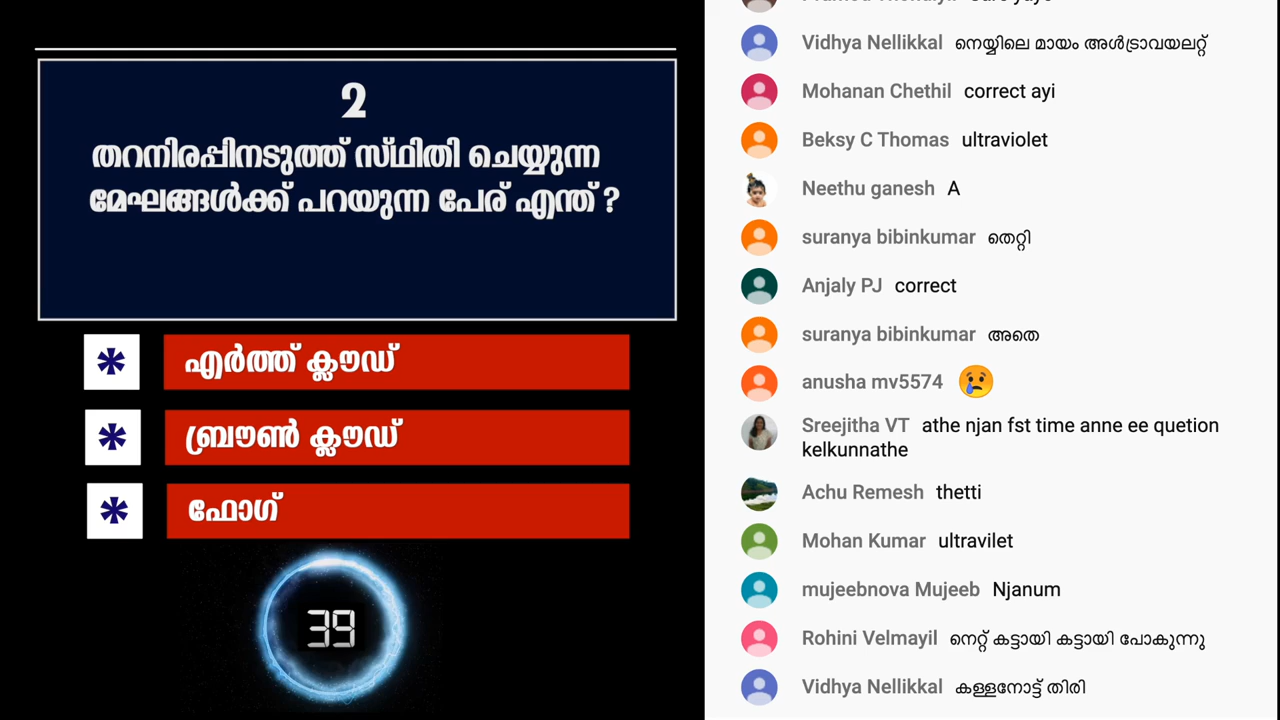 2
തറനിരപ്പിനടുത്ത് സ്ഥിതി ചെയ്യുന്ന
മേഘങ്ങൾക്ക് പറയുന്ന പേര് എന്ത് ?
* എർത്ത് ക്ലൗഡ്
* ബ്രൗൺ ക്ലൗഡ്
* ഫോഗ്
39
Vidhya Nellikkal നെയ്യിലെ മായം അൾട്രാവയലറ്റ്
Mohanan Chethil correct ayi
Beksy C Thomas ultraviolet
Neethu ganesh A
suranya bibinkumar തെറ്റി
Anjaly PJ correct
suranya bibinkumar അതെ
anusha mv5574 😢
Sreejitha VT athe njan fst time anne ee quetion
kelkunnathe
Achu Remesh thetti
Mohan Kumar ultravilet
mujeebnova Mujeeb Njanum
Rohini Velmayil നെറ്റ് കട്ടായി കട്ടായി പോകുന്നു
Vidhya Nellikkal കള്ളനോട്ട് തിരി